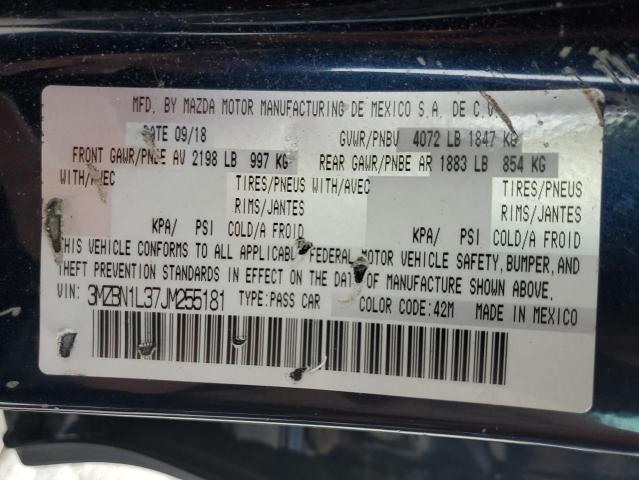 MFD. BY MAZDA MOTOR MANUFACTURING DE MEXICO S.A. DE C.V.
DATE 09/18 GVWR/PNBV 4072 LB 1847 KG
FRONT GAWR/PNBE AV 2198 LB 997 KG REAR GAWR/PNBE AR 1883 LB 854 KG
WITH/AVEC TIRES/PNEUS WITH/AVEC TIRES/PNEUS
RIMS/JANTES RIMS/JANTES
KPA/ PSI COLD/A FROID KPA/ PSI COLD/A FROID
THIS VEHICLE CONFORMS TO ALL APPLICABLE FEDERAL MOTOR VEHICLE SAFETY, BUMPER, AND
THEFT PREVENTION STANDARDS IN EFFECT ON THE DATE OF MANUFACTURE SHOWN ABOVE.
VIN: 3MZBN1L37JM255181 TYPE: PASS CAR COLOR CODE: 42M MADE IN MEXICO